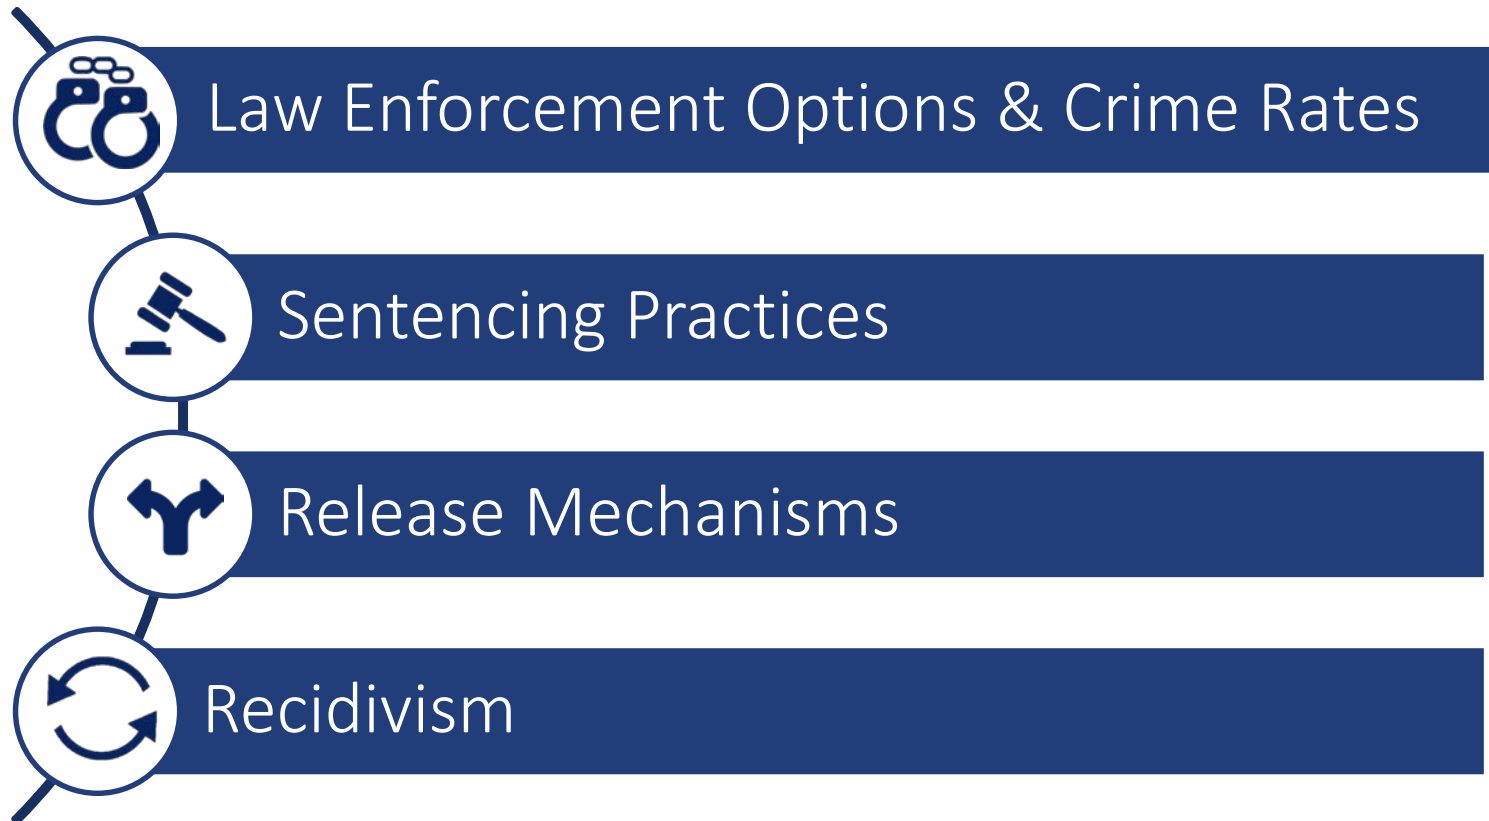 Law Enforcement Options & Crime Rates
Sentencing Practices
Release Mechanisms
Recidivism